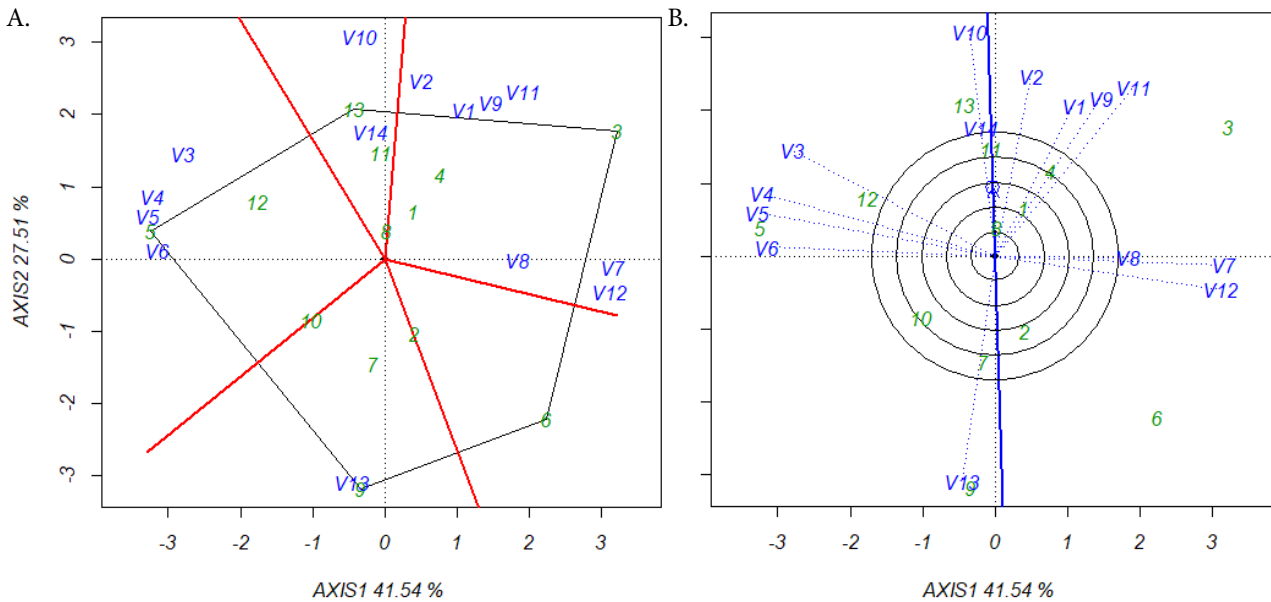 A.
B.
3
2
1
0
-1
-2
-3
AXIS2 27.51 %
V10
V2
V11
V9
V1
13
V14
3
V3
11
4
V4
12
V5
1
5
8
V6
V8
V7
V12
10
2
7
6
V13
9
-3 -2 -1 0 1 2 3
AXIS1 41.54 %
V10
V2
V11
V9
V1
13
V14
3
V3
11
4
V4
12
V5
1
5
8
V6
V8
V7
V12
10
2
7
6
V13
9
-3 -2 -1 0 1 2 3
AXIS1 41.54 %